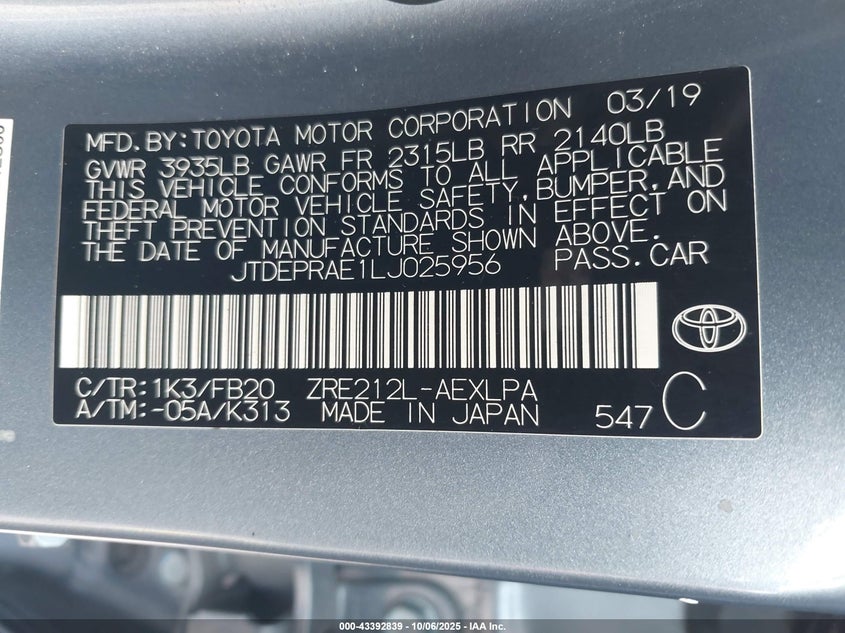 03/19
MFD.BY:TOYOTA MOTOR CORPORATION
GVWR 3935LB GAWR FR 2315LB RR 2140LB
THIS VEHICLE CONFORMS TO ALL APPLICABLE
FEDERAL MOTOR VEHICLE SAFETY,BUMPER,AND
THEFT PREVENTION STANDARDS IN EFFECT ON
THE DATE OF MANUFACTURE SHOWN ABOVE.
JTDEPRAE1LJ025956 PASS.CAR
C/TR:1K3/FB20 ZRE212L-AEXLPA
A/TM:-05A/K313 MADE IN JAPAN 547 C
000-43392839 - 10/06/2025 - IAA Inc.